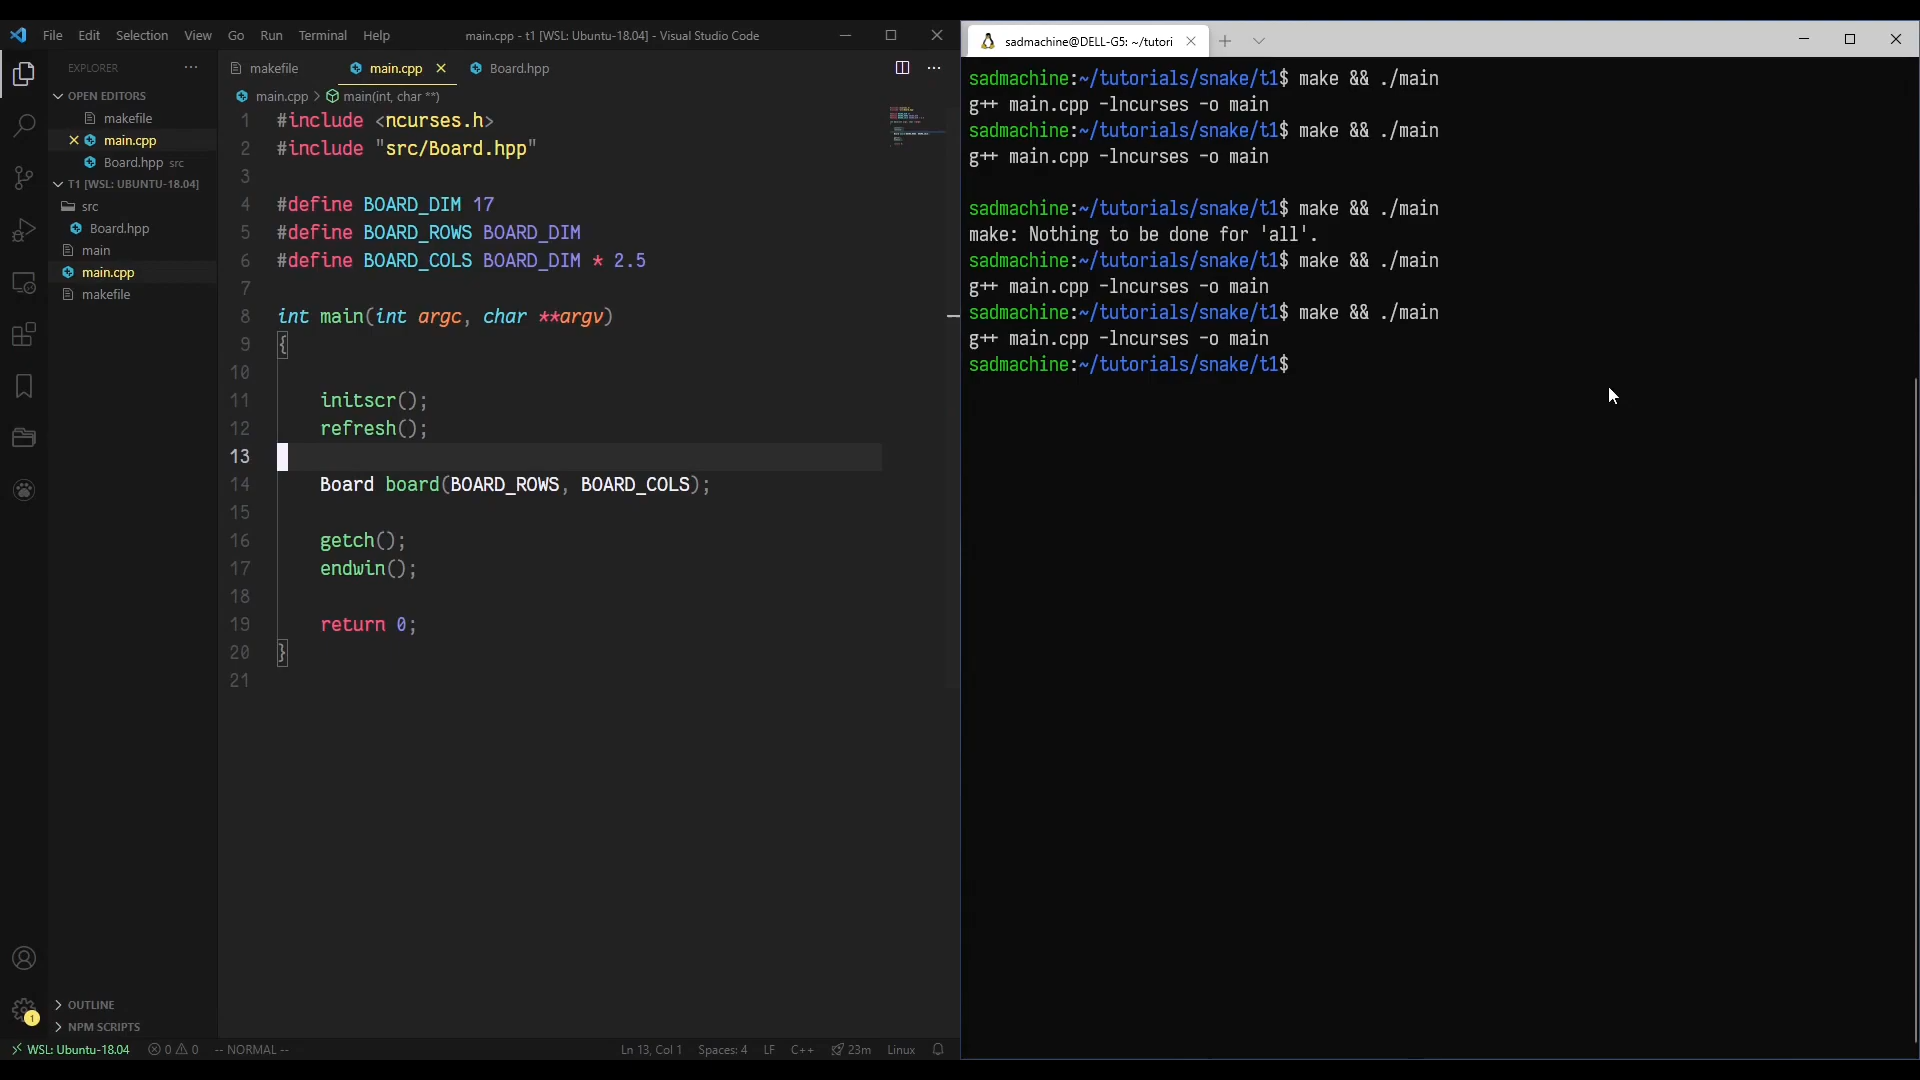 File Edit Selection View Go Run Terminal Help
main.cpp - t1 [WSL: Ubuntu-18.04] - Visual Studio Code
EXPLORER
OPEN EDITORS
makefile
main.cpp
Board.hpp src
T1 [WSL: UBUNTU-18.04]
src
Board.hpp
main
main.cpp
makefile
OUTLINE
NPM SCRIPTS
1
makefile main.cpp Board.hpp
main.cpp > main(int, char **)
1 #include <ncurses.h>
2 #include "src/Board.hpp"
3
4 #define BOARD_DIM 17
5 #define BOARD_ROWS BOARD_DIM
6 #define BOARD_COLS BOARD_DIM * 2.5
7
8 int main(int argc, char **argv)
9 {
10
11 initscr();
12 refresh();
13
14 Board board(BOARD_ROWS, BOARD_COLS);
15
16 getch();
17 endwin();
18
19 return 0;
20 }
21
WSL: Ubuntu-18.04 0 0 -- NORMAL -- Ln 13, Col 1 Spaces: 4 LF C++ 23m Linux
sadmachine@DELL-G5: ~/tutori
sadmachine:~/tutorials/snake/t1$ make && ./main
g++ main.cpp -lncurses -o main
sadmachine:~/tutorials/snake/t1$ make && ./main
g++ main.cpp -lncurses -o main
sadmachine:~/tutorials/snake/t1$ make && ./main
make: Nothing to be done for 'all'.
sadmachine:~/tutorials/snake/t1$ make && ./main
g++ main.cpp -lncurses -o main
sadmachine:~/tutorials/snake/t1$ make && ./main
g++ main.cpp -lncurses -o main
sadmachine:~/tutorials/snake/t1$